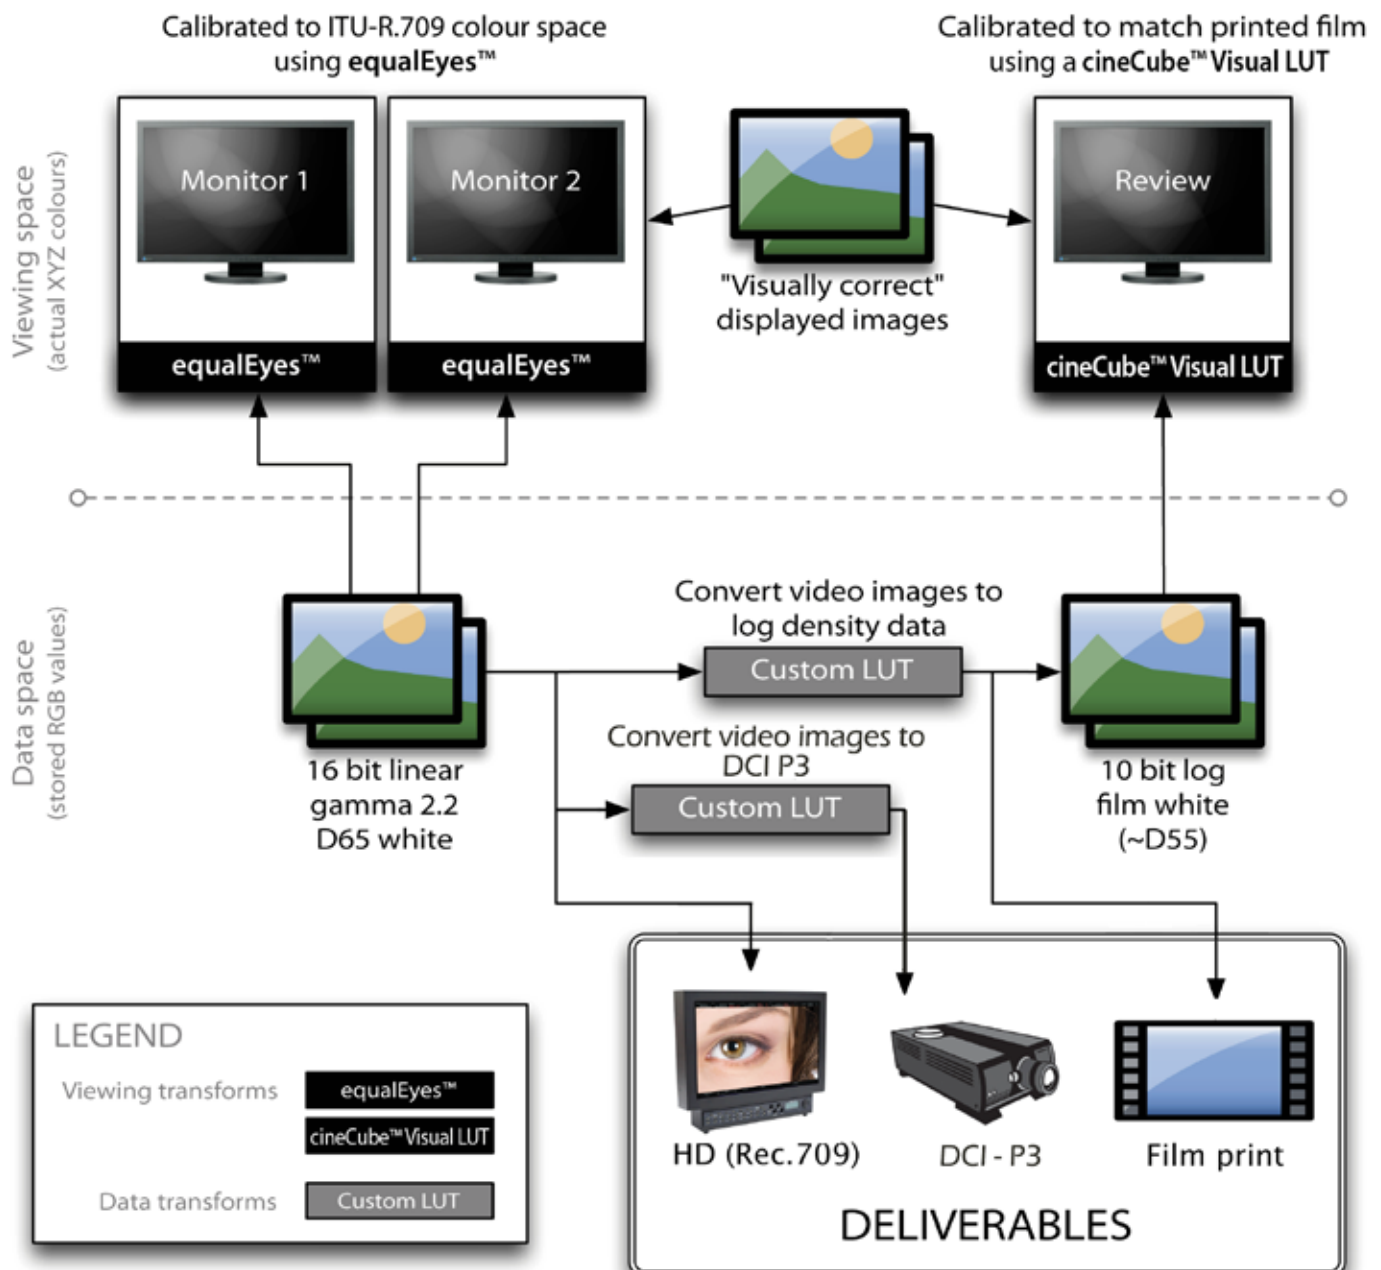 Calibrated to ITU-R.709 colour space
using equalEyes™
Calibrated to match printed film
using a cineCube™ Visual LUT
Viewing space
(actual XYZ colours)
Monitor 1
Monitor 2
Review
"Visually correct"
displayed images
equalEyes™
equalEyes™
cineCube™ Visual LUT
Data space
(stored RGB values)
Convert video images to
log density data
Custom LUT
Convert video images to
DCI P3
Custom LUT
16 bit linear
gamma 2.2
D65 white
10 bit log
film white
(~D55)
LEGEND
Viewing transforms
equalEyes™
cineCube™ Visual LUT
Data transforms
Custom LUT
HD (Rec.709)
DCI - P3
Film print
DELIVERABLES